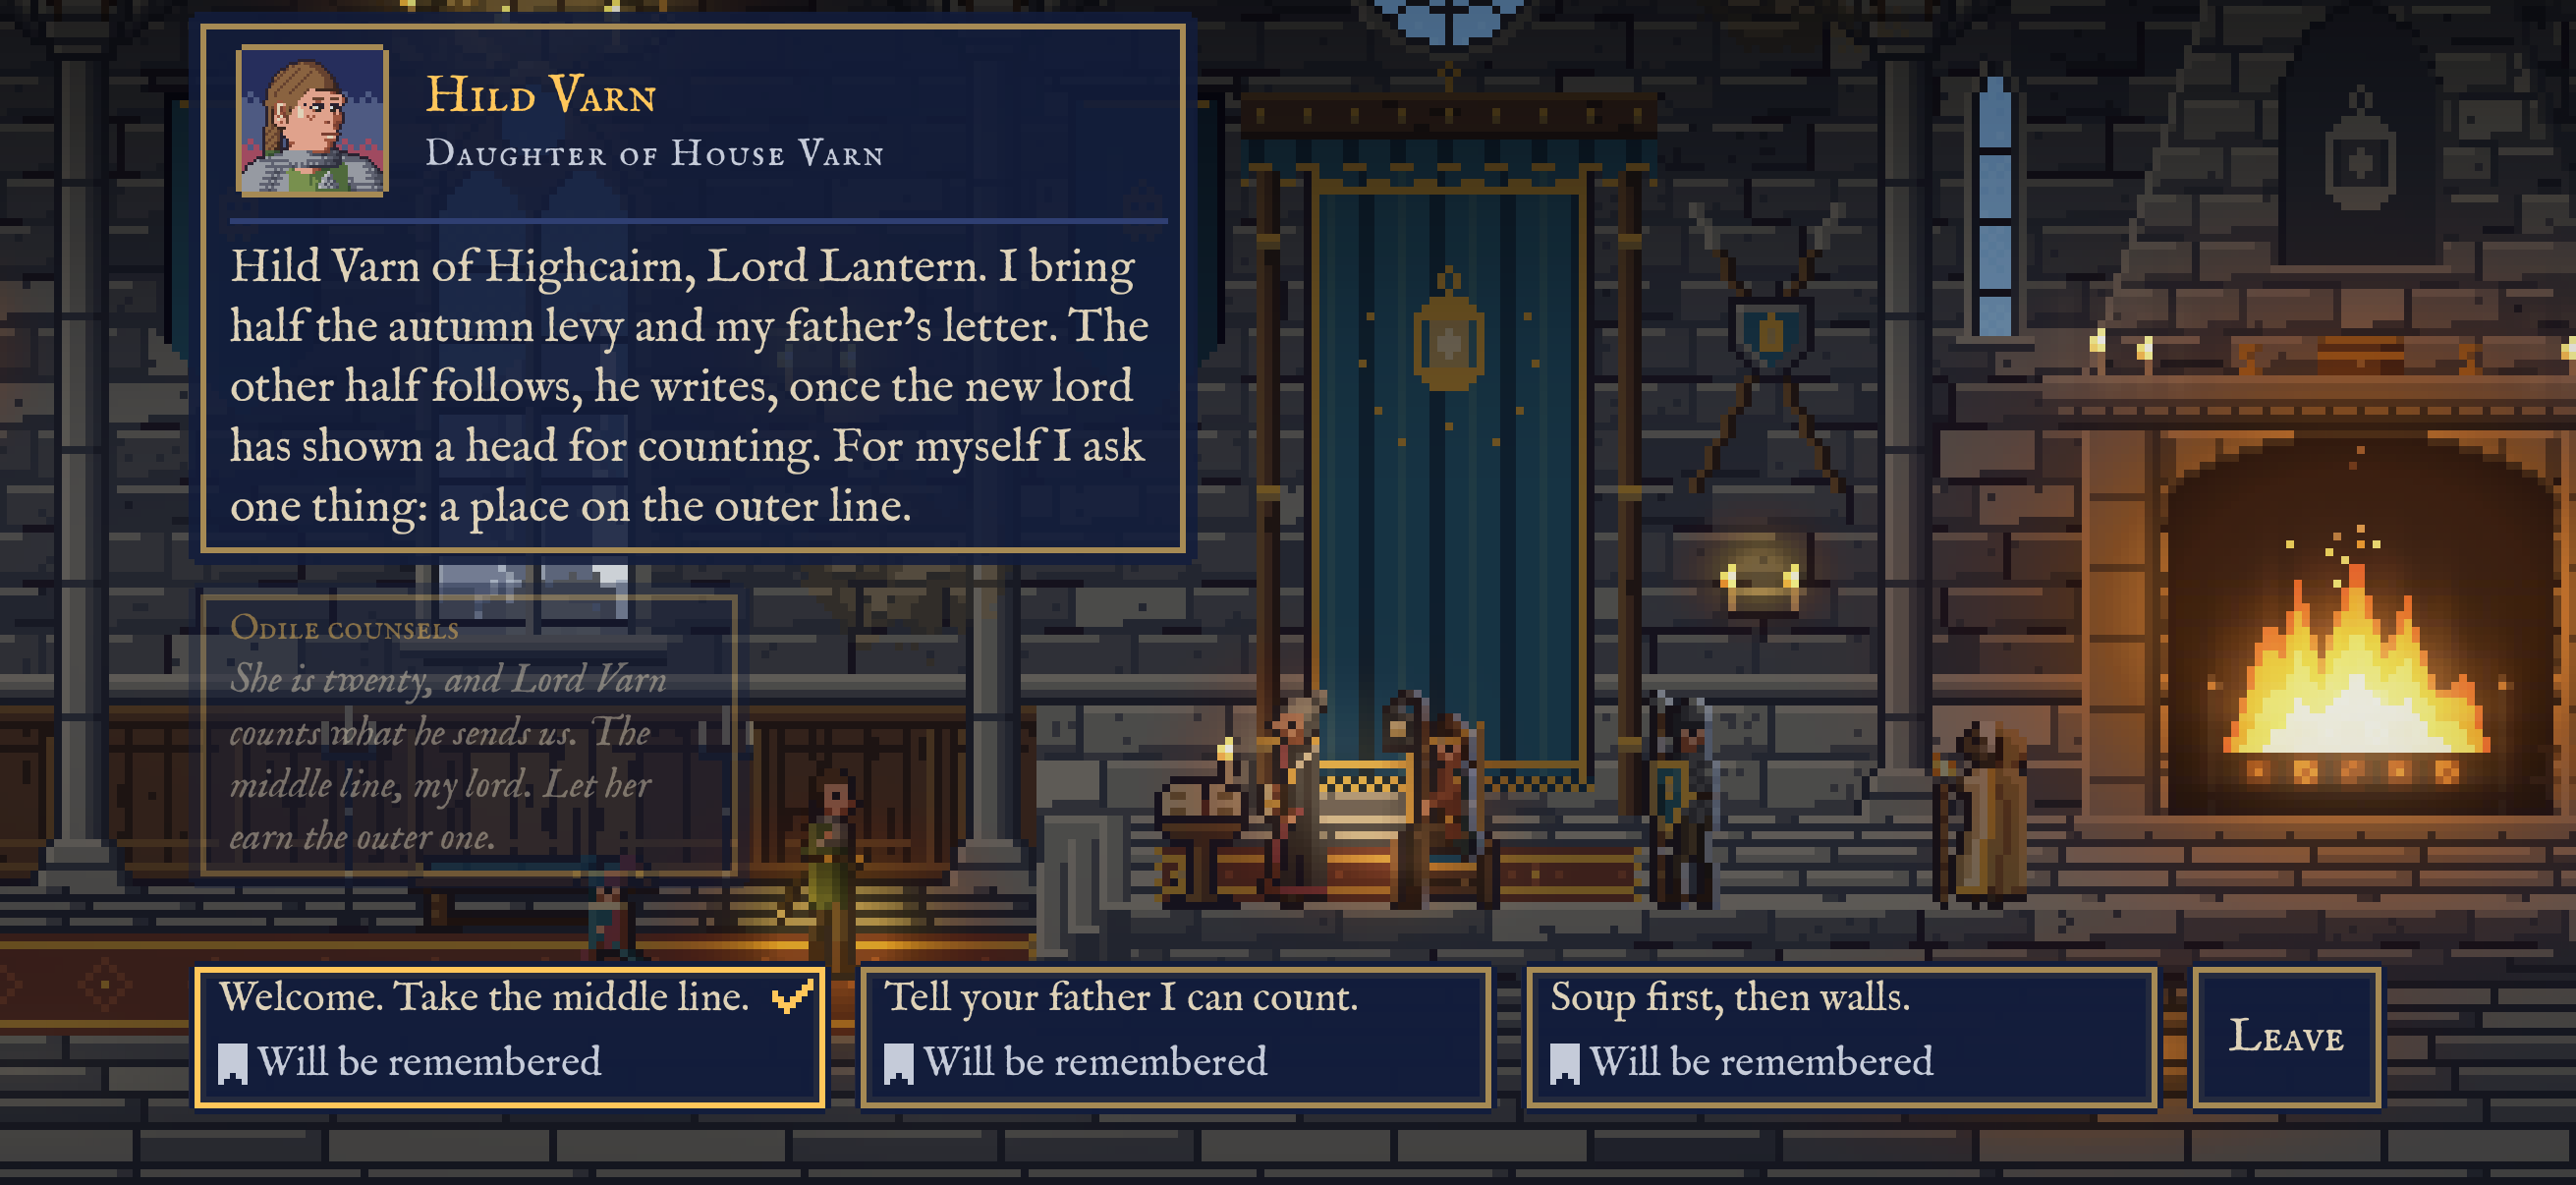 Hild Varn
Daughter of House Varn
Hild Varn of Highcairn, Lord Lantern. I bring
half the autumn levy and my father's letter. The
other half follows, he writes, once the new lord
has shown a head for counting. For myself I ask
one thing: a place on the outer line.
Odile counsels
She is twenty, and Lord Varn
counts what he sends us. The
middle line, my lord. Let her
earn the outer one.
Welcome. Take the middle line.
Will be remembered
Tell your father I can count.
Will be remembered
Soup first, then walls.
Will be remembered
Leave